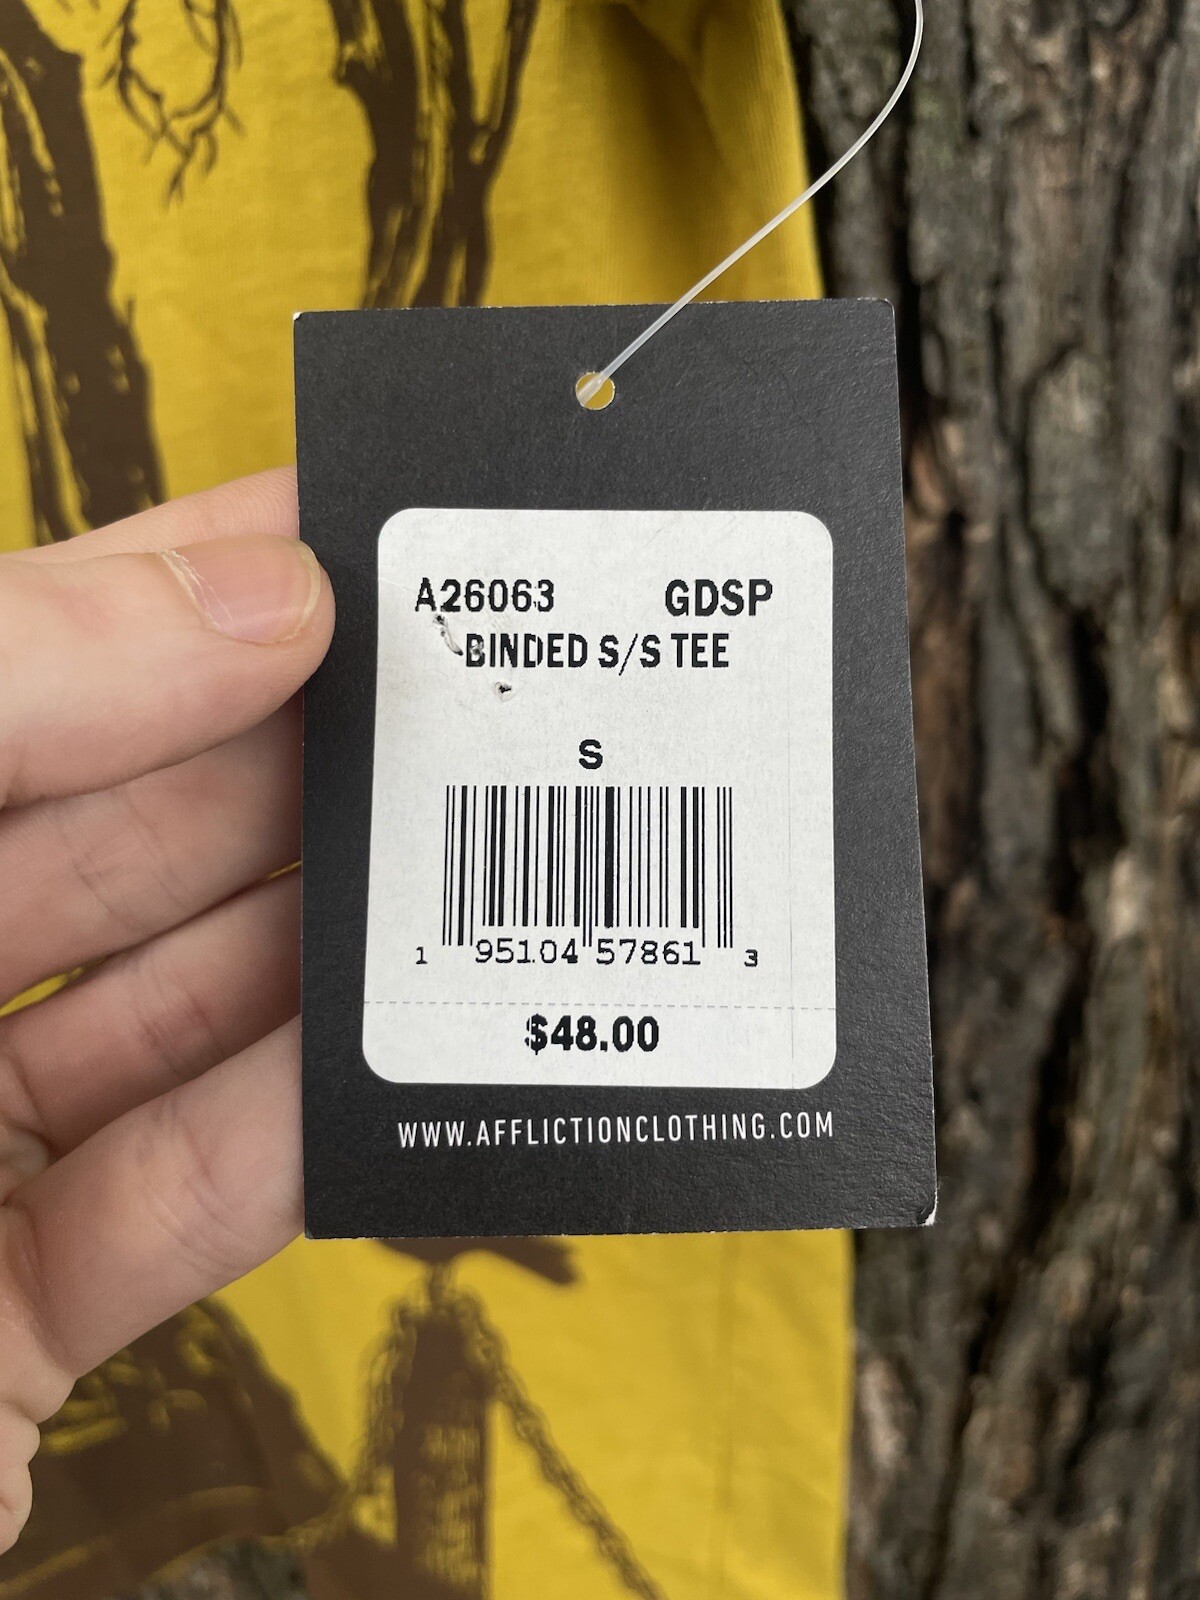 A26063 GDSP
BINDED S/S TEE
S
1 95104 57861 3
$48.00
WWW.AFFLICTIONCLOTHING.COM